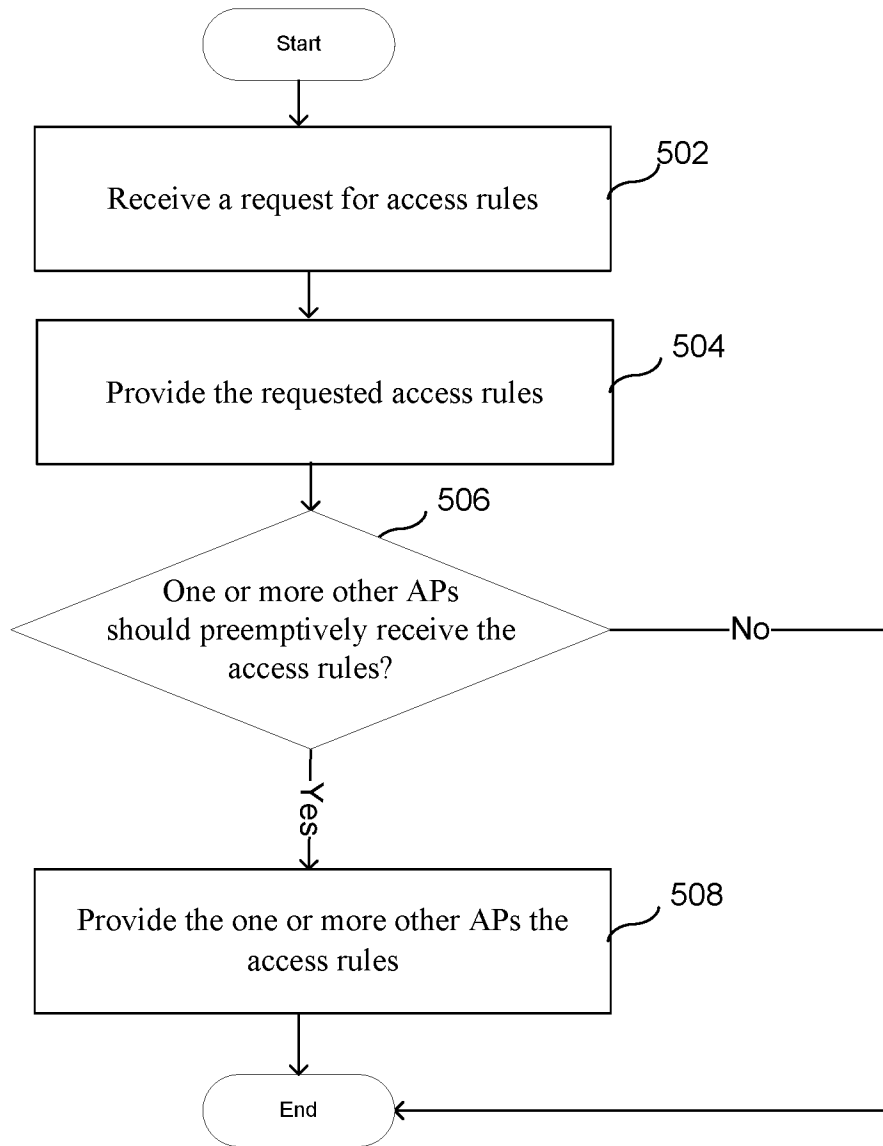 Start
502
Receive a request for access rules
504
Provide the requested access rules
506
One or more other APs
should preemptively receive the
access rules?
No
Yes
508
Provide the one or more other APs the
access rules
End